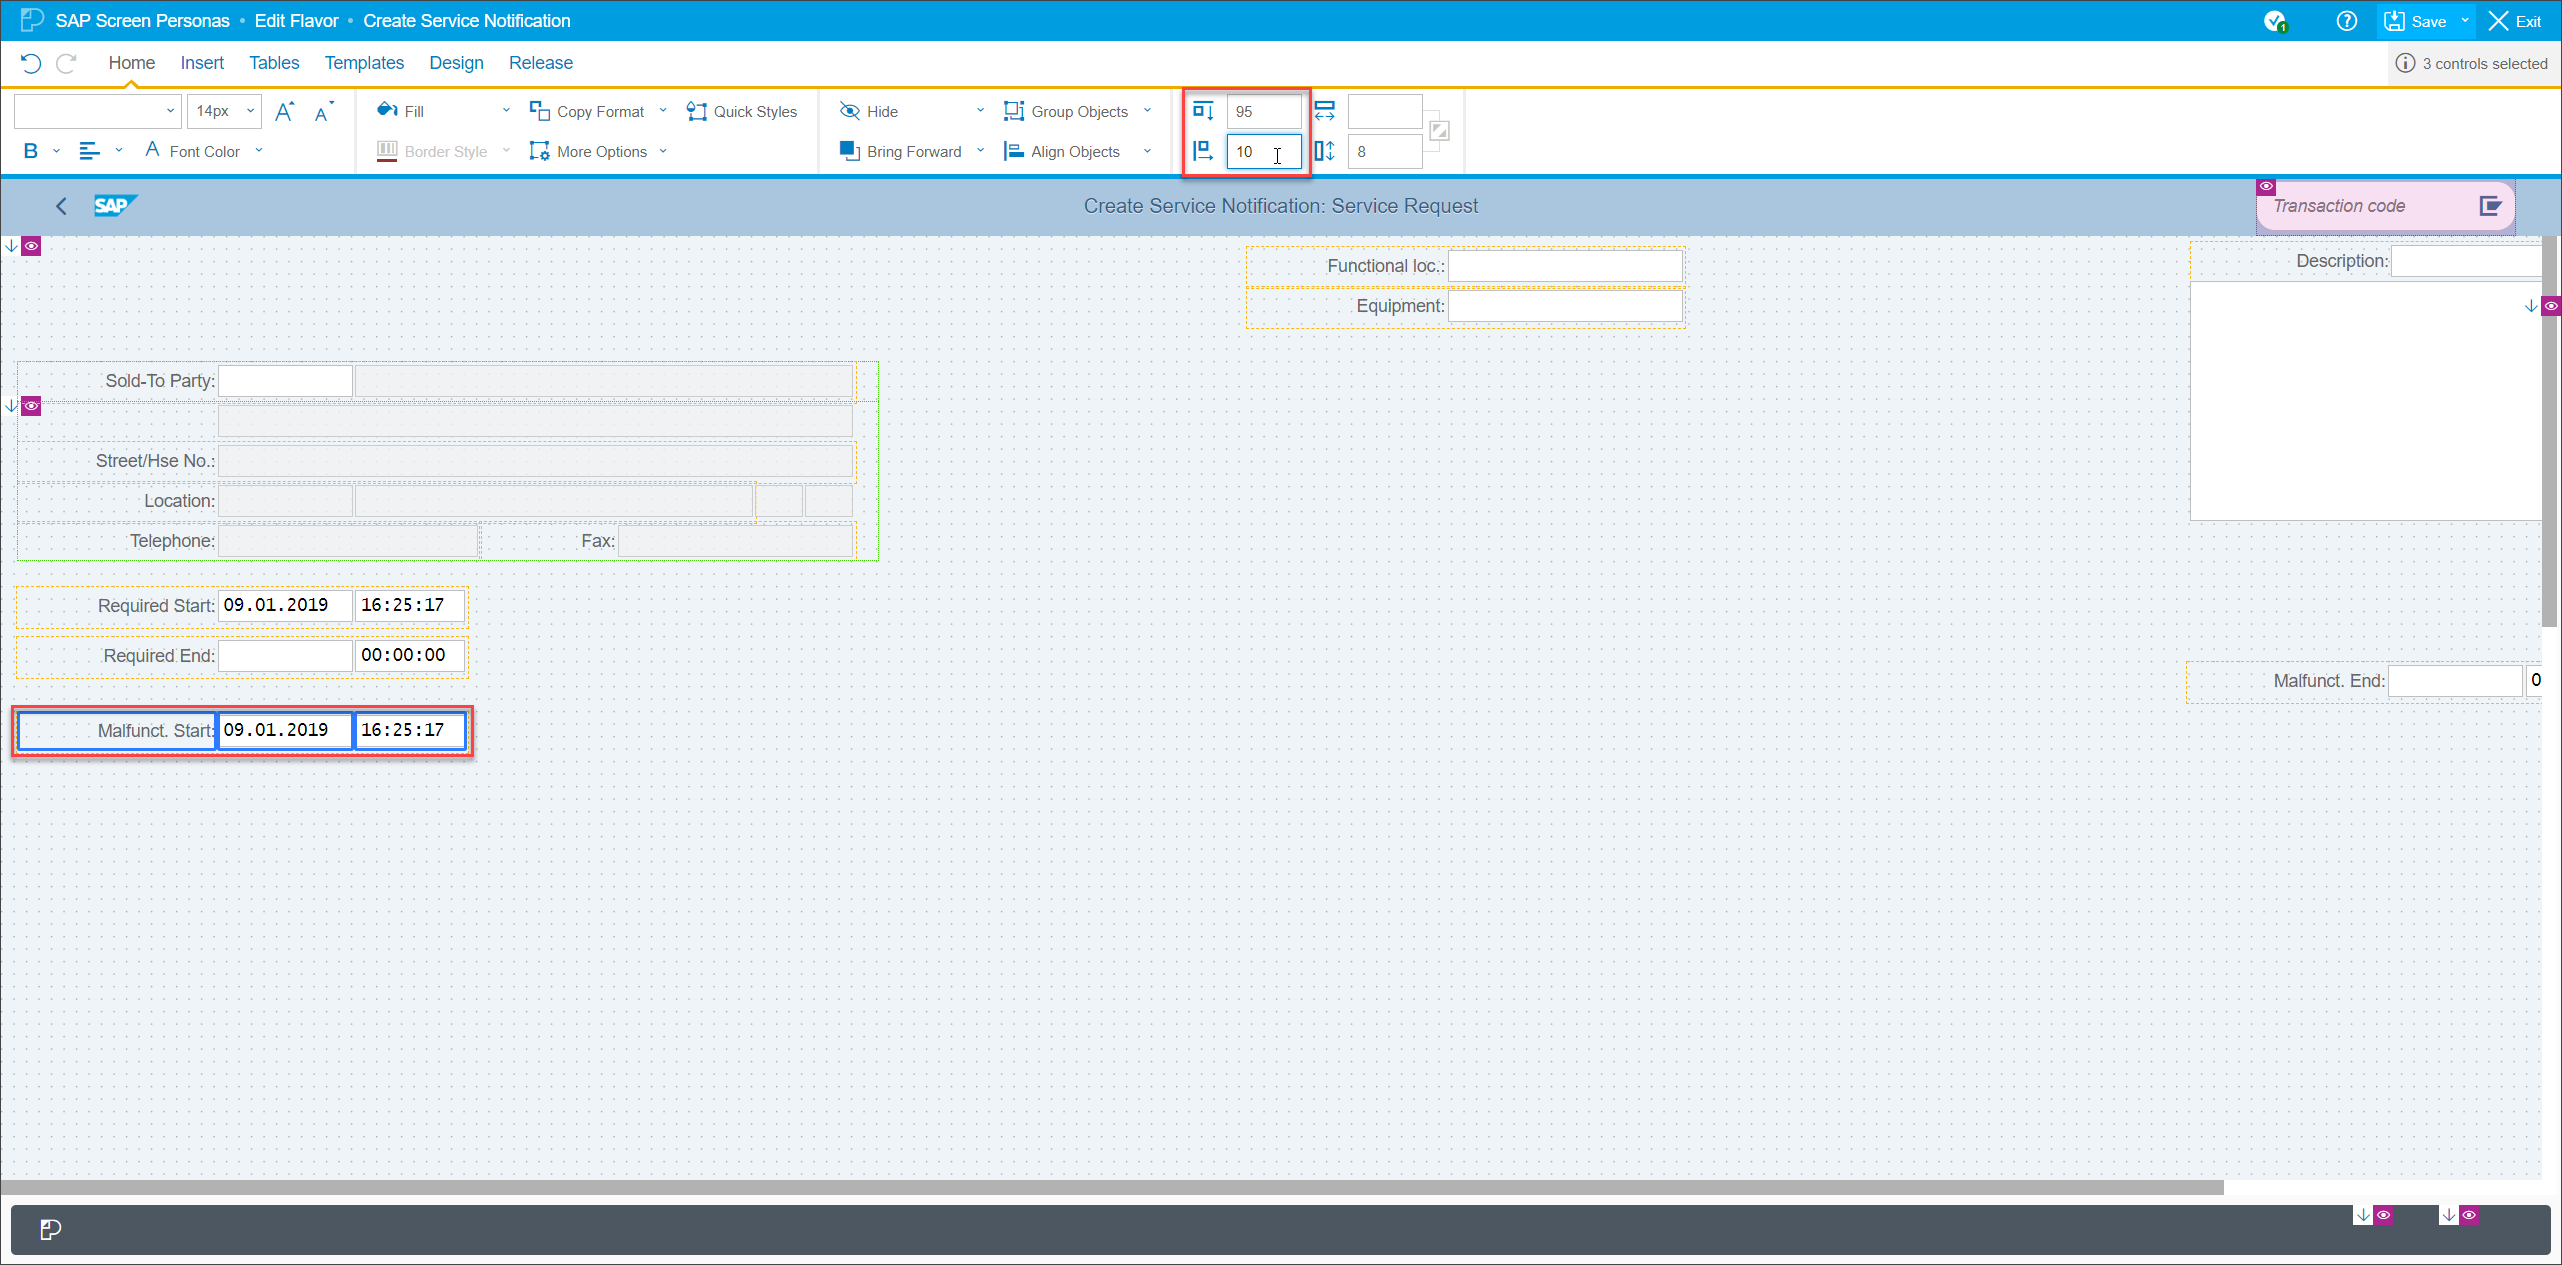 SAP Screen Personas • Edit Flavor • Create Service Notification
1
Save
Exit
Home Insert Tables Templates Design Release
3 controls selected
14px A A Fill Copy Format Quick Styles Hide Group Objects 95
B A Font Color Border Style More Options Bring Forward Align Objects 10 8
SAP Create Service Notification: Service Request Transaction code
Functional loc.: Description:
Equipment:
Sold-To Party:
Street/Hse No.:
Location:
Telephone: Fax:
Required Start: 09.01.2019 16:25:17
Required End: 00:00:00
Malfunct. End: 0
Malfunct. Start: 09.01.2019 16:25:17